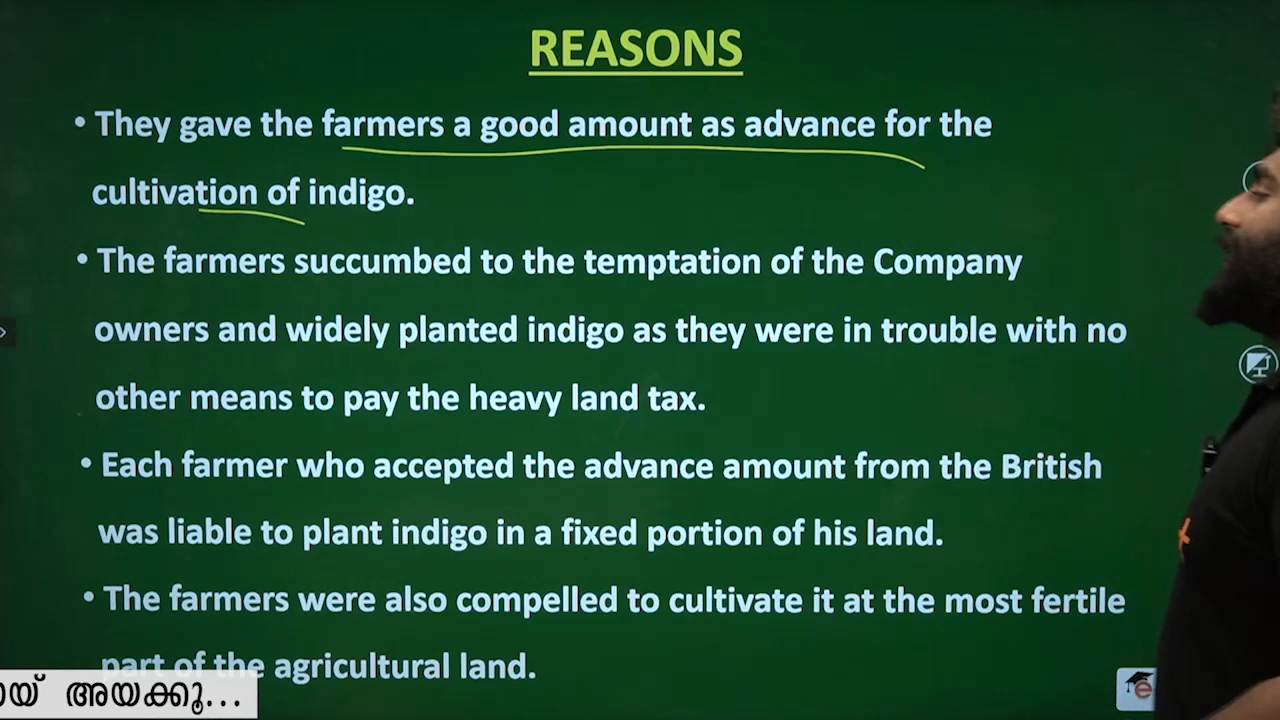 REASONS
• They gave the farmers a good amount as advance for the
cultivation of indigo.
• The farmers succumbed to the temptation of the Company
owners and widely planted indigo as they were in trouble with no
other means to pay the heavy land tax.
• Each farmer who accepted the advance amount from the British
was liable to plant indigo in a fixed portion of his land.
• The farmers were also compelled to cultivate it at the most fertile
part of the agricultural land.
അയക്കൂ...
e